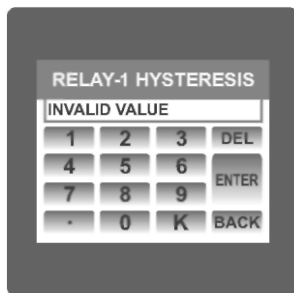 RELAY-1 HYSTERESIS
INVALID VALUE
1 2 3 DEL
4 5 6 ENTER
7 8 9
· 0 K BACK